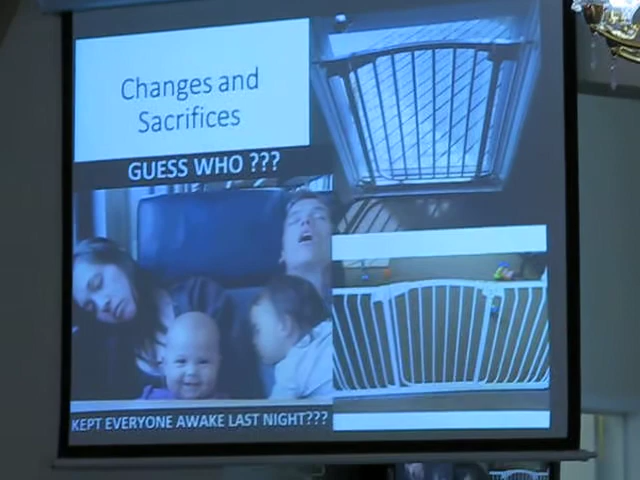 Changes and
Sacrifices
GUESS WHO ???
KEPT EVERYONE AWAKE LAST NIGHT???